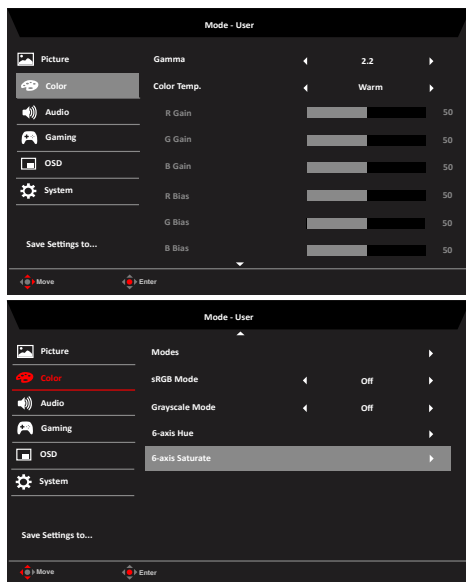 Mode - User
Picture
Gamma 2.2
Color
Color Temp. Warm
Audio
R Gain 50
Gaming
G Gain 50
OSD
B Gain 50
System
R Bias 50
G Bias 50
Save Settings to...
B Bias 50
Move Enter
Mode - User
Picture
Modes
Color
sRGB Mode Off
Audio
Grayscale Mode Off
Gaming
6-axis Hue
OSD
6-axis Saturate
System
Save Settings to...
Move Enter